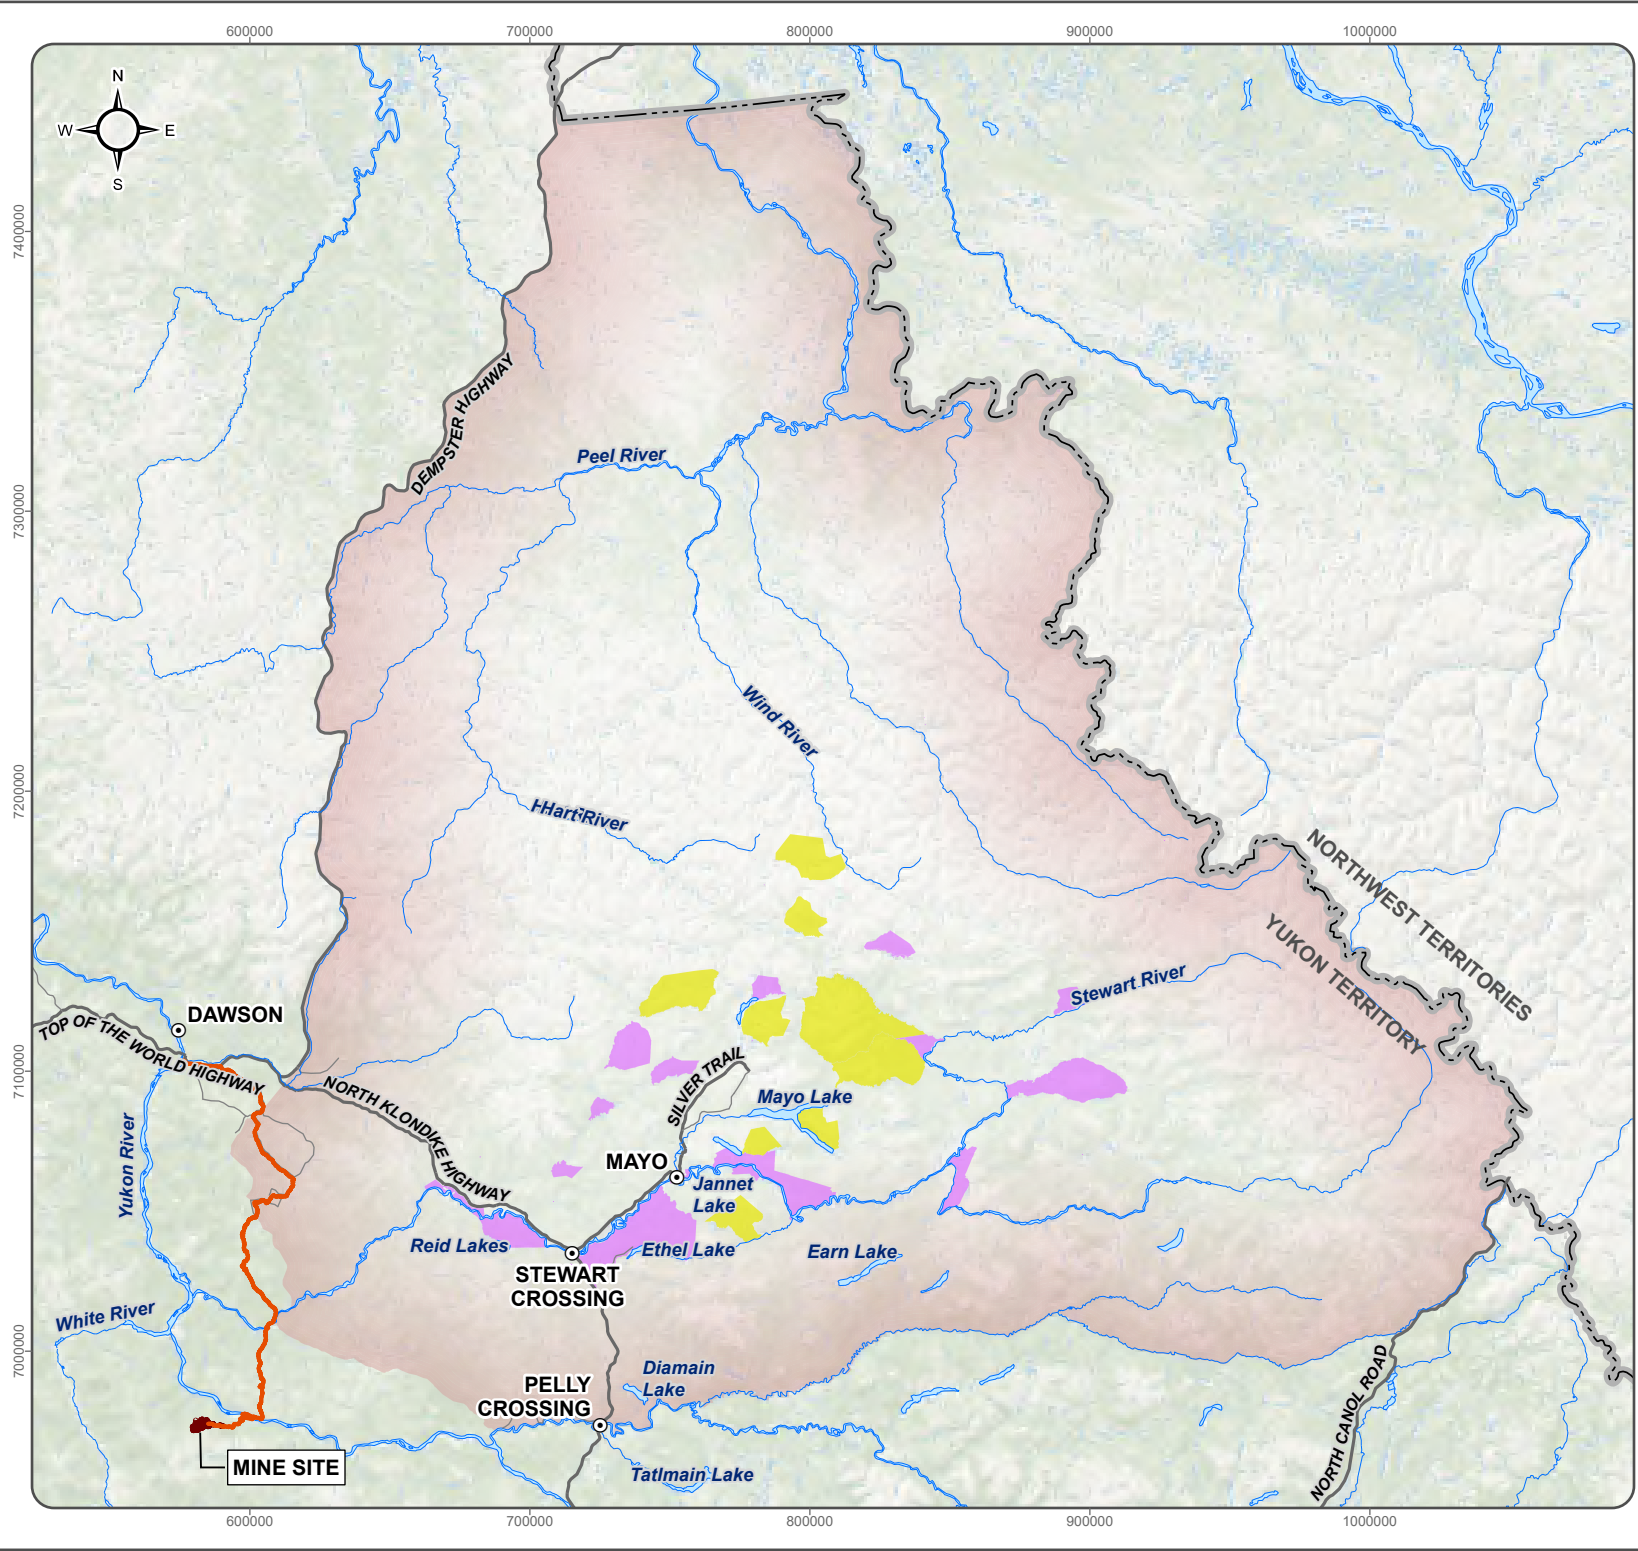 600000
700000
800000
900000
1000000
N
W
E
S
7400000
7300000
7200000
7100000
7000000
DEMPSTER HIGHWAY
Peel River
Wind River
Hart River
NORTHWEST TERRITORIES
YUKON TERRITORY
Stewart River
DAWSON
TOP OF THE WORLD HIGHWAY
NORTH KLONDIKE HIGHWAY
SILVER TRAIL
Mayo Lake
Yukon River
MAYO
Jannet
Lake
Reid Lakes
Ethel Lake
Earn Lake
STEWART
CROSSING
White River
Diamain
Lake
PELLY
CROSSING
NORTH CANOL ROAD
MINE SITE
Tatlmain Lake
600000
700000
800000
900000
1000000